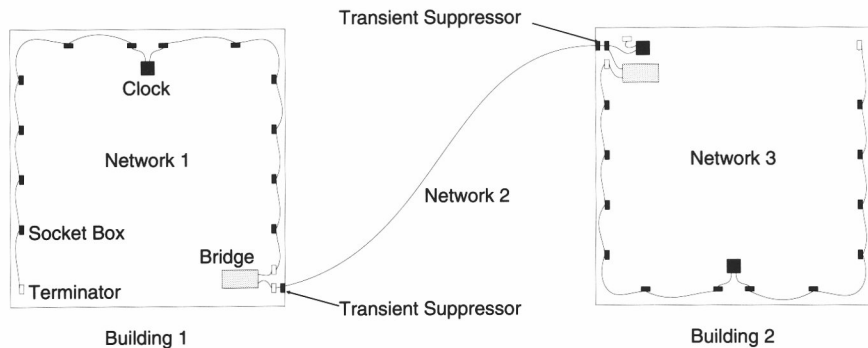 Transient Suppressor
Clock
Network 1
Network 3
Network 2
Socket Box
Bridge
Terminator
Transient Suppressor
Building 1
Building 2